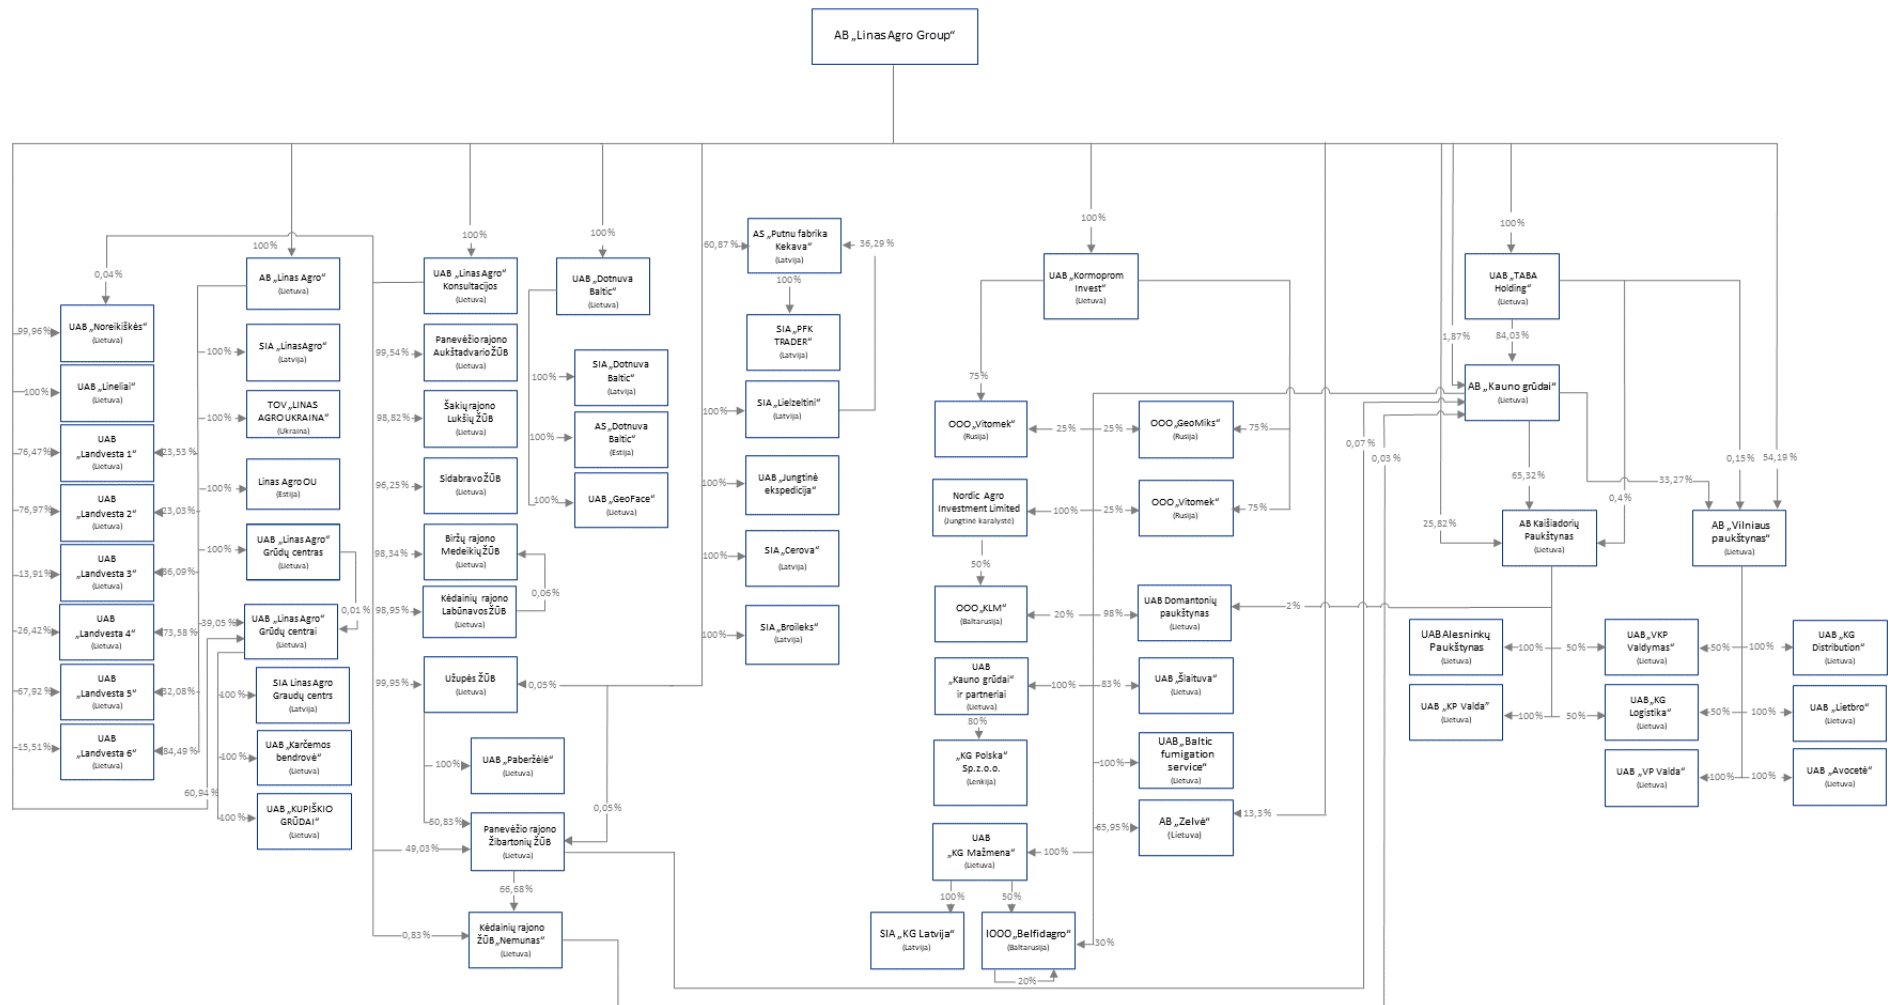 AB „Linas Agro Group“
100%
100%
100%
100%
100%
0,04%
AB „Linas Agro“
(Lietuva)
UAB „Linas Agro“
Konsultacijos
(Lietuva)
UAB „Dotnuva
Baltic“
(Lietuva)
60,87%
AS „Putnu fabrika
Kekava“
(Latvija)
36,29%
100%
UAB „Kormoprom
Invest“
(Lietuva)
UAB „TABA
Holding“
(Lietuva)
99,96%
UAB „Noreikiškės“
(Lietuva)
100%
SIA „LinasAgro“
(Latvija)
99,54%
Panevėžio rajono
Aukštadvario ŽŪB
(Lietuva)
SIA „PFK
TRADER“
(Latvija)
1,87%
84,03%
100%
UAB „Lineliai“
(Lietuva)
100%
TOV „LINAS
AGRO UKRAINA“
(Ukraina)
98,82%
Šakių rajono
Lukšių ŽŪB
(Lietuva)
100%
SIA „Dotnuva
Baltic“
(Latvija)
100%
SIA „Lielzeltini“
(Latvija)
75%
AB „Kauno grūdai“
(Lietuva)
76,47%
UAB
„Landvesta 1“
(Lietuva)
23,53%
100%
AS „Dotnuva
Baltic“
(Estija)
OOO „Vitomek“
(Rusija)
25%
25%
OOO „GeoMiks“
(Rusija)
75%
0,07%
0,03%
65,32%
0,15%
54,19%
33,27%
0,4%
100%
Linas Agro OU
(Estija)
96,25%
Sidabravo ŽŪB
(Lietuva)
100%
UAB „GeoFace“
(Lietuva)
100%
UAB „Jungtinė
ekspedicija“
(Lietuva)
Nordic Agro
Investment Limited
(Jungtinė karalystė)
100%
25%
OOO „Vitomek“
(Rusija)
75%
76,97%
UAB
„Landvesta 2“
(Lietuva)
23,03%
25,82%
AB Kaišiadorių
Paukštynas
(Lietuva)
AB „Vilniaus
paukštynas“
(Lietuva)
100%
UAB „Linas Agro“
Grūdų centras
(Lietuva)
98,34%
Biržų rajono
Medeikių ŽŪB
(Lietuva)
100%
SIA „Cerova“
(Latvija)
50%
13,91%
UAB
„Landvesta 3“
(Lietuva)
86,09%
0,01%
98,95%
Kėdainių rajono
Labūnavos ŽŪB
(Lietuva)
0,06%
OOO „KLM“
(Baltarusija)
20%
98%
UAB Domantonių
paukštynas
(Lietuva)
2%
26,42%
UAB
„Landvesta 4“
(Lietuva)
73,58%
39,05%
UAB „Linas Agro“
Grūdų centrai
(Lietuva)
100%
SIA „Broileks“
(Latvija)
UAB Alesninkų
Paukštynas
(Lietuva)
100%
50%
UAB „VKP
Valdymas“
(Lietuva)
50%
100%
UAB „KG
Distribution“
(Lietuva)
67,92%
UAB
„Landvesta 5“
(Lietuva)
32,08%
100%
SIA Linas Agro
Graudų centrs
(Latvija)
99,95%
Užupės ŽŪB
(Lietuva)
0,05%
UAB
„Kauno grūdai“
ir partneriai
(Lietuva)
100%
83%
UAB „Šlaituva“
(Lietuva)
UAB „KP Valda“
(Lietuva)
100%
50%
UAB „KG
Logistika“
(Lietuva)
50%
100%
UAB „Lietbro“
(Lietuva)
15,51%
UAB
„Landvesta 6“
(Lietuva)
84,49%
100%
UAB „Karčemos
bendrovė“
(Lietuva)
100%
UAB „Paberžėlė“
(Lietuva)
80%
„KG Polska“
Sp.z.o.o.
(Lenkija)
100%
UAB „Baltic
fumigation
service“
(Lietuva)
UAB „VP Valda“
(Lietuva)
100%
100%
UAB „Avocetė“
(Lietuva)
60,94%
100%
UAB „KUPIŠKIO
GRŪDAI“
(Lietuva)
0,05%
50,83%
49,03%
Panevėžio rajono
Žibartonių ŽŪB
(Lietuva)
65,95%
AB „Zelvė“
(Lietuva)
13,3%
UAB
„KG Mažmena“
(Lietuva)
100%
66,68%
100%
50%
0,83%
Kėdainių rajono
ŽŪB „Nemunas“
(Lietuva)
SIA „KG Latvija“
(Latvija)
IOOO „Belfidagro“
(Baltarusija)
30%
20%